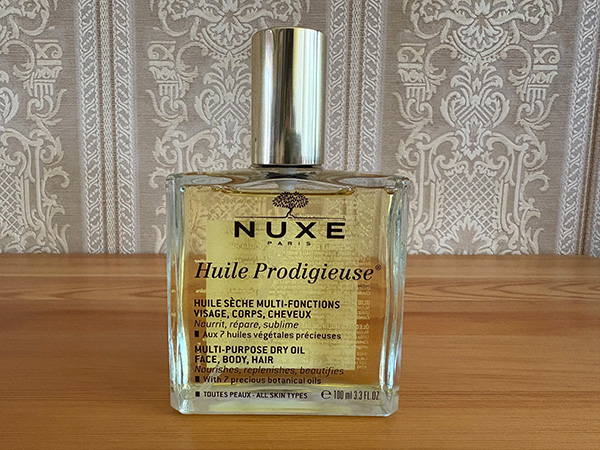 NUXE
PARIS
Huile Prodigieuse®
HUILE SÈCHE MULTI-FONCTIONS
VISAGE, CORPS, CHEVEUX
Nourrit, répare, sublime
■ Aux 7 huiles végétales précieuses
MULTI-PURPOSE DRY OIL
FACE, BODY, HAIR
Nourishes, replenishes, beautifies
■ With 7 precious botanical oils
■ TOUTES PEAUX - ALL SKIN TYPES
℮ 100 ml 3.3 FL.OZ.